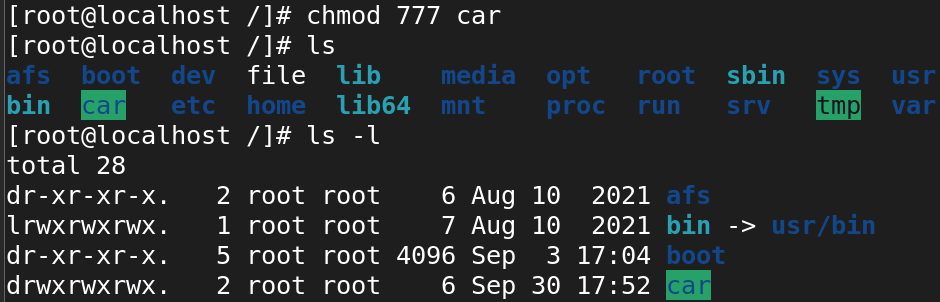 [root@localhost /]# chmod 777 car
[root@localhost /]# ls
afs  boot  dev  file  lib    media  opt   root  sbin  sys  usr
bin  car   etc  home  lib64  mnt    proc  run   srv   tmp  var
[root@localhost /]# ls -l
total 28
dr-xr-xr-x.   2 root root    6 Aug 10  2021 afs
lrwxrwxrwx.   1 root root    7 Aug 10  2021 bin -> usr/bin
dr-xr-xr-x.   5 root root 4096 Sep  3 17:04 boot
drwxrwxrwx.   2 root root    6 Sep 30 17:52 car